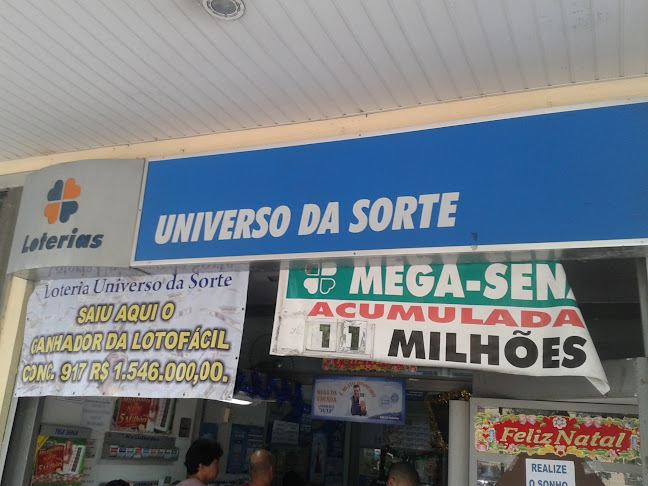 Loterias
UNIVERSO DA SORTE
Loteria Universo da Sorte
SAIU AQUI O
GANHADOR DA LOTOFÁCIL
CONC. 917 R$ 1.546.000,00.
MEGA-SENA
ACUMULADA
11 MILHÕES
Feliz Natal
REALIZE
O SONHO